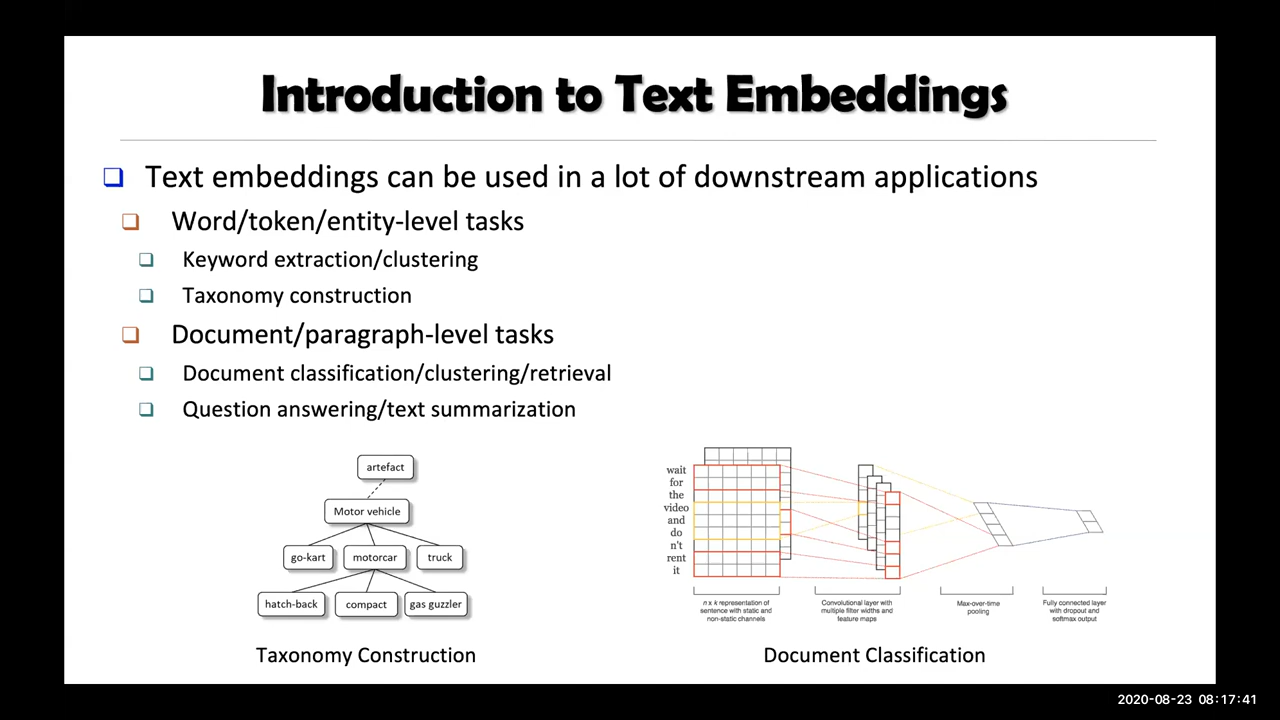 Introduction to Text Embeddings
Text embeddings can be used in a lot of downstream applications
Word/token/entity-level tasks
Keyword extraction/clustering
Taxonomy construction
Document/paragraph-level tasks
Document classification/clustering/retrieval
Question answering/text summarization
artefact
Motor vehicle
go-kart
motorcar
truck
hatch-back
compact
gas guzzler
Taxonomy Construction
wait
for
the
video
and
do
n't
rent
it
n x k representation of
sentence with static and
non-static channels
Convolutional layer with
multiple filter widths and
feature maps
Max-over-time
pooling
Fully connected layer
with dropout and
softmax output
Document Classification
2020-08-23 08:17:41